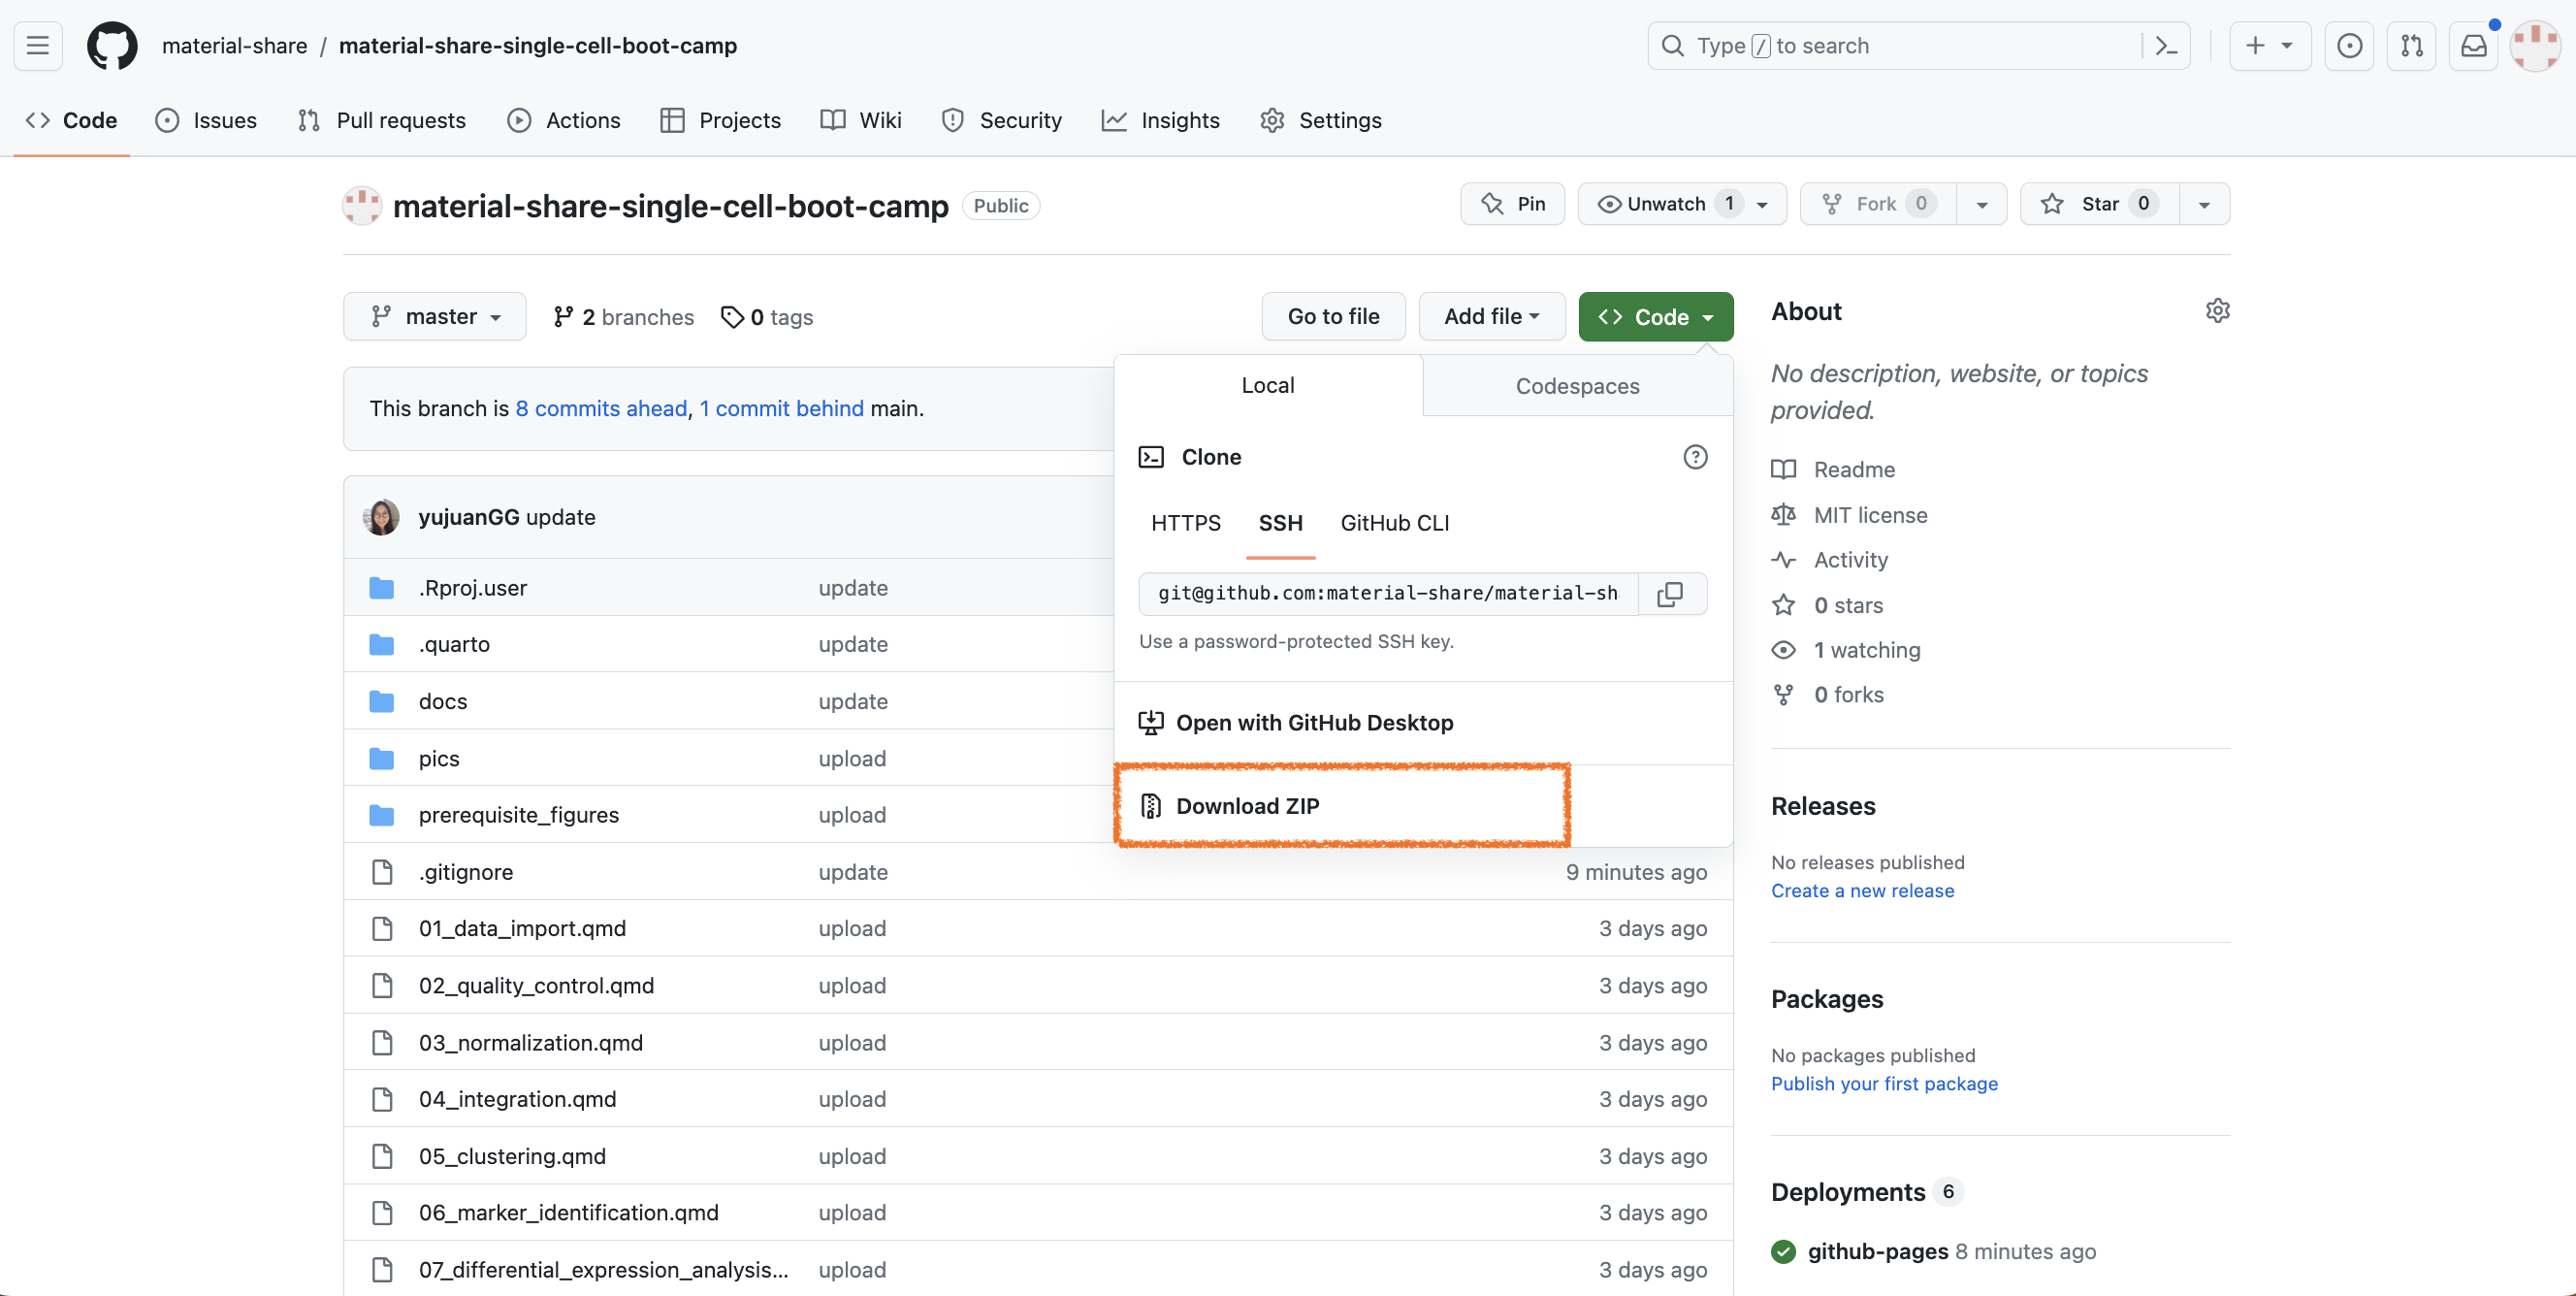 material-share / material-share-single-cell-boot-camp
Type / to search
Code Issues Pull requests Actions Projects Wiki Security Insights Settings
material-share-single-cell-boot-camp Public
Pin Unwatch 1 Fork 0 Star 0
master 2 branches 0 tags
Go to file Add file Code
This branch is 8 commits ahead, 1 commit behind main.
yujuanGG update
.Rproj.user update
.quarto update
docs update
pics upload
prerequisite_figures upload
.gitignore update 9 minutes ago
01_data_import.qmd upload 3 days ago
02_quality_control.qmd upload 3 days ago
03_normalization.qmd upload 3 days ago
04_integration.qmd upload 3 days ago
05_clustering.qmd upload 3 days ago
06_marker_identification.qmd upload 3 days ago
07_differential_expression_analysis... upload 3 days ago
Local Codespaces
Clone
HTTPS SSH GitHub CLI
git@github.com:material-share/material-sh
Use a password-protected SSH key.
Open with GitHub Desktop
Download ZIP
About
No description, website, or topics
provided.
Readme
MIT license
Activity
0 stars
1 watching
0 forks
Releases
No releases published
Create a new release
Packages
No packages published
Publish your first package
Deployments 6
github-pages 8 minutes ago